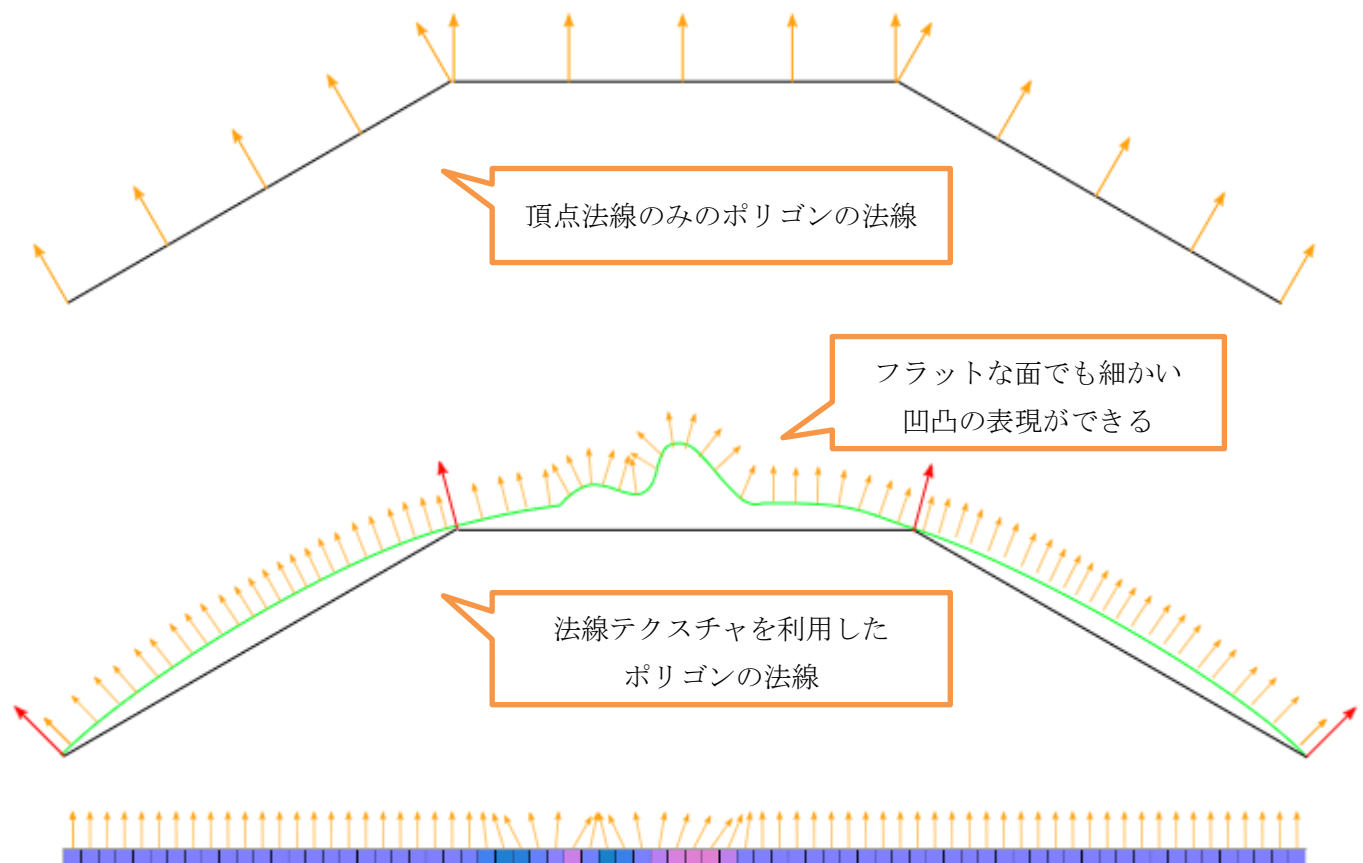 頂点法線のみのポリゴンの法線
フラットな面でも細かい
凹凸の表現ができる
法線テクスチャを利用した
ポリゴンの法線